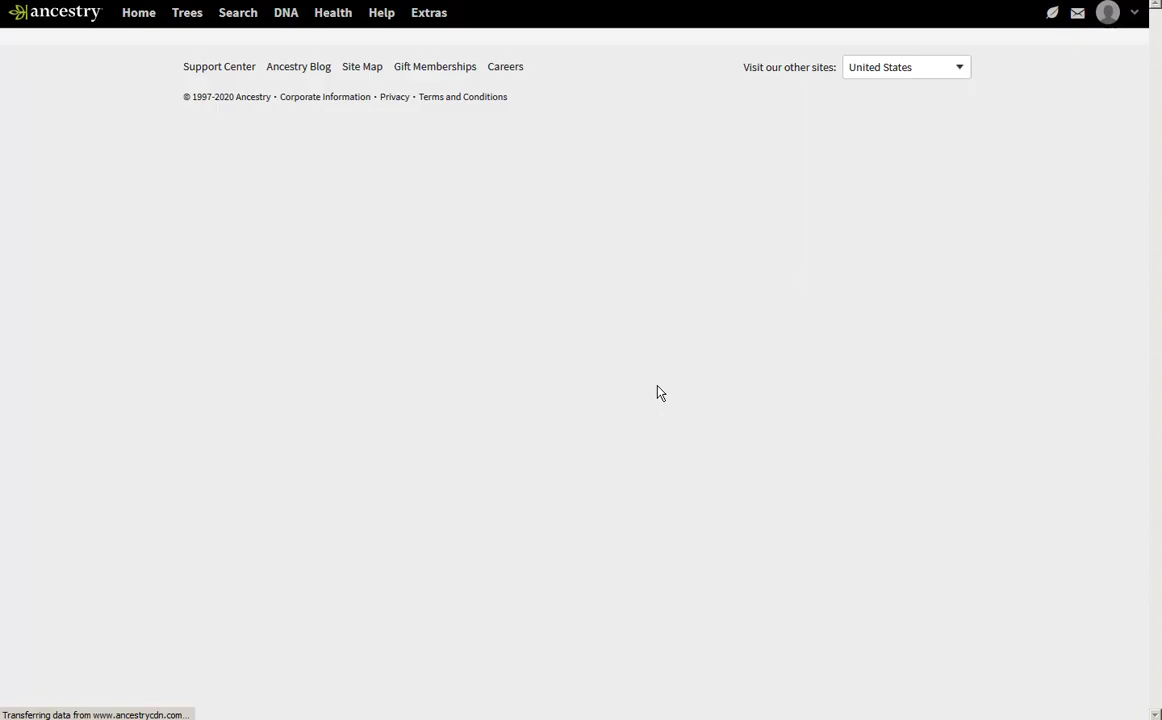 ancestry Home Trees Search DNA Health Help Extras
Support Center Ancestry Blog Site Map Gift Memberships Careers Visit our other sites: United States
© 1997-2020 Ancestry • Corporate Information • Privacy • Terms and Conditions
Transferring data from www.ancestrycdn.com...